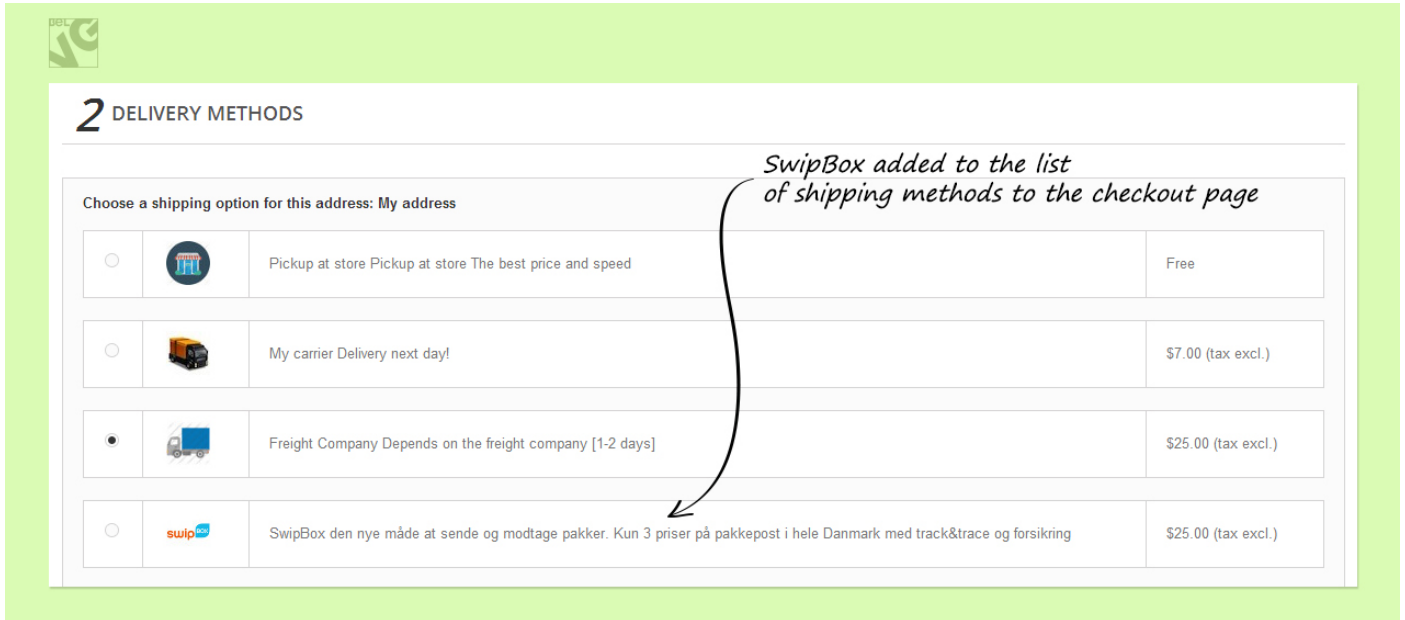 DEL
VG
2 DELIVERY METHODS
SwipBox added to the list
of shipping methods to the checkout page
Choose a shipping option for this address: My address
Pickup at store Pickup at store The best price and speed Free
My carrier Delivery next day! $7.00 (tax excl.)
Freight Company Depends on the freight company [1-2 days] $25.00 (tax excl.)
swip BOX SwipBox den nye måde at sende og modtage pakker. Kun 3 priser på pakkepost i hele Danmark med track&trace og forsikring $25.00 (tax excl.)